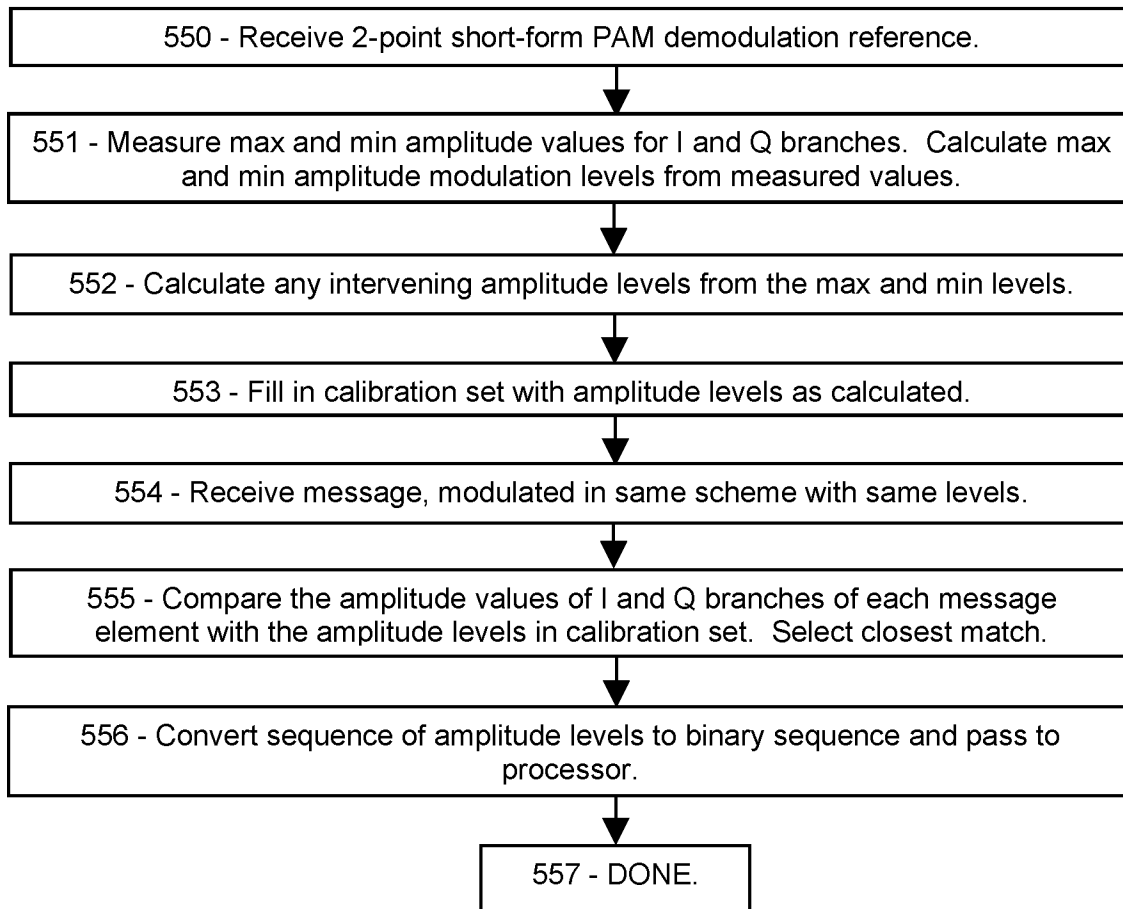 550 - Receive 2-point short-form PAM demodulation reference.
551 - Measure max and min amplitude values for I and Q branches.  Calculate max
and min amplitude modulation levels from measured values.
552 - Calculate any intervening amplitude levels from the max and min levels.
553 - Fill in calibration set with amplitude levels as calculated.
554 - Receive message, modulated in same scheme with same levels.
555 - Compare the amplitude values of I and Q branches of each message
element with the amplitude levels in calibration set.  Select closest match.
556 - Convert sequence of amplitude levels to binary sequence and pass to
processor.
557 - DONE.